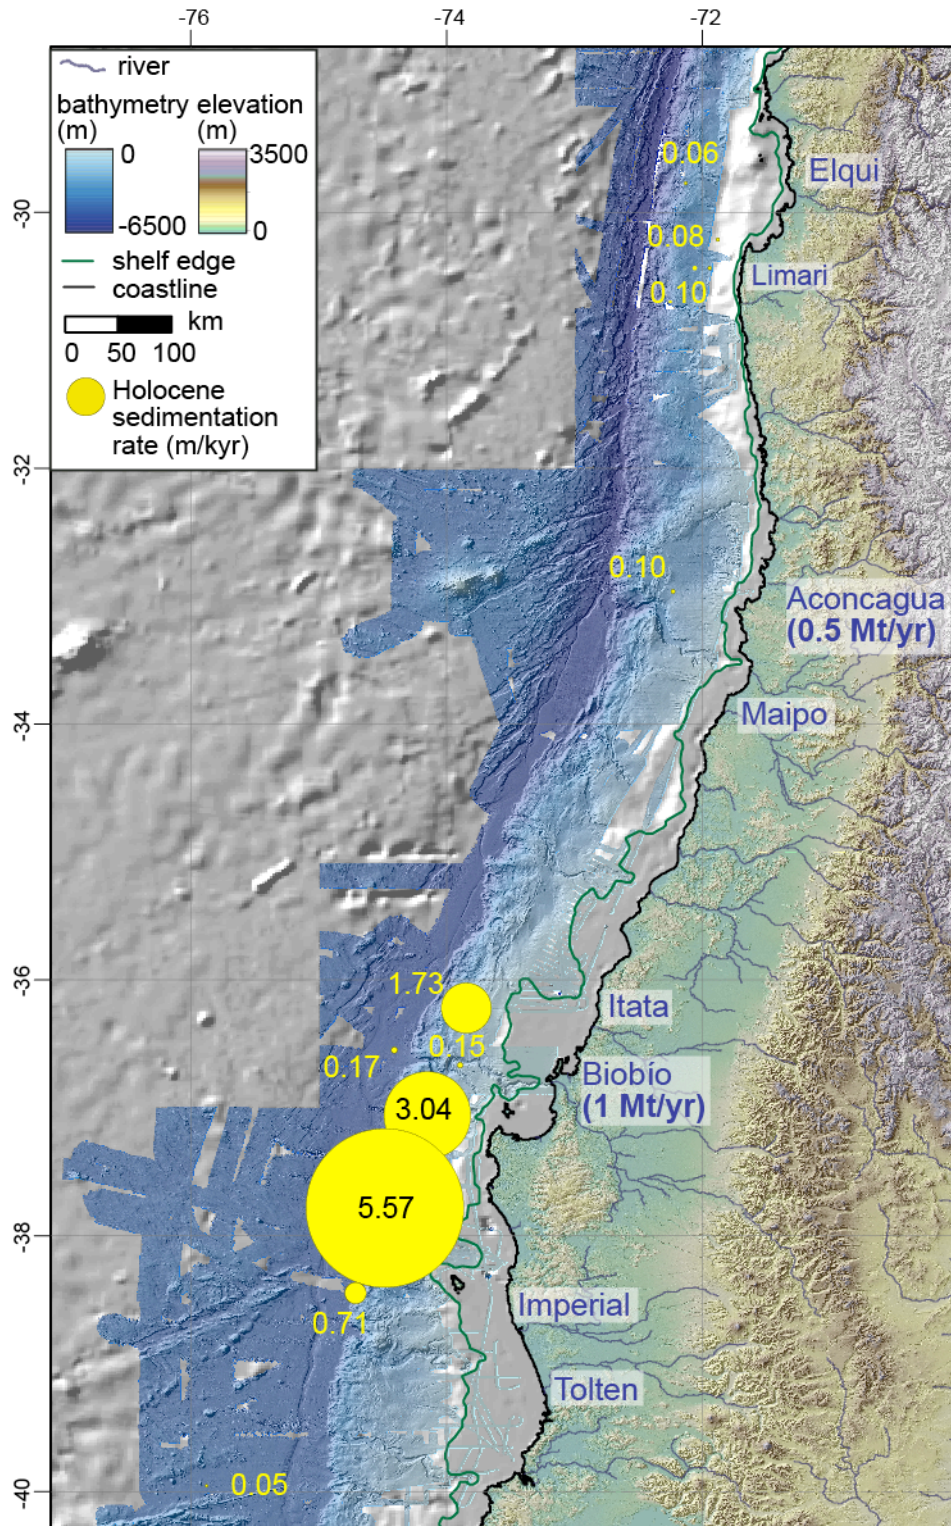 -76
-74
-72
river
bathymetry elevation
(m) (m)
0 3500
-6500 0
shelf edge
coastline
km
0 50 100
Holocene
sedimentation
rate (m/kyr)
0.06
Elqui
-30
0.08
Limari
0.10
-32
0.10
Aconcagua
(0.5 Mt/yr)
Maipo
-34
-36
1.73
Itata
0.15
0.17
Biobío
(1 Mt/yr)
3.04
5.57
-38
Imperial
0.71
Tolten
0.05
-40